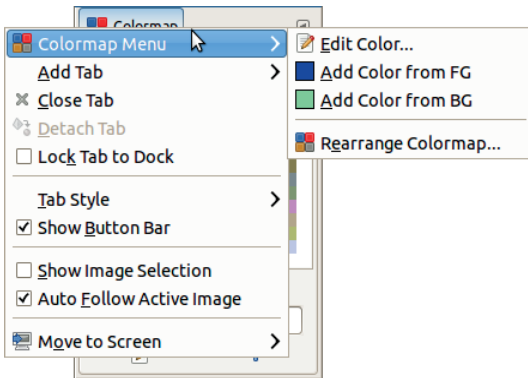 Colormap
Colormap Menu
Add Tab
Close Tab
Detach Tab
Lock Tab to Dock
Tab Style
Show Button Bar
Show Image Selection
Auto Follow Active Image
Move to Screen
Edit Color...
Add Color from FG
Add Color from BG
Rearrange Colormap...